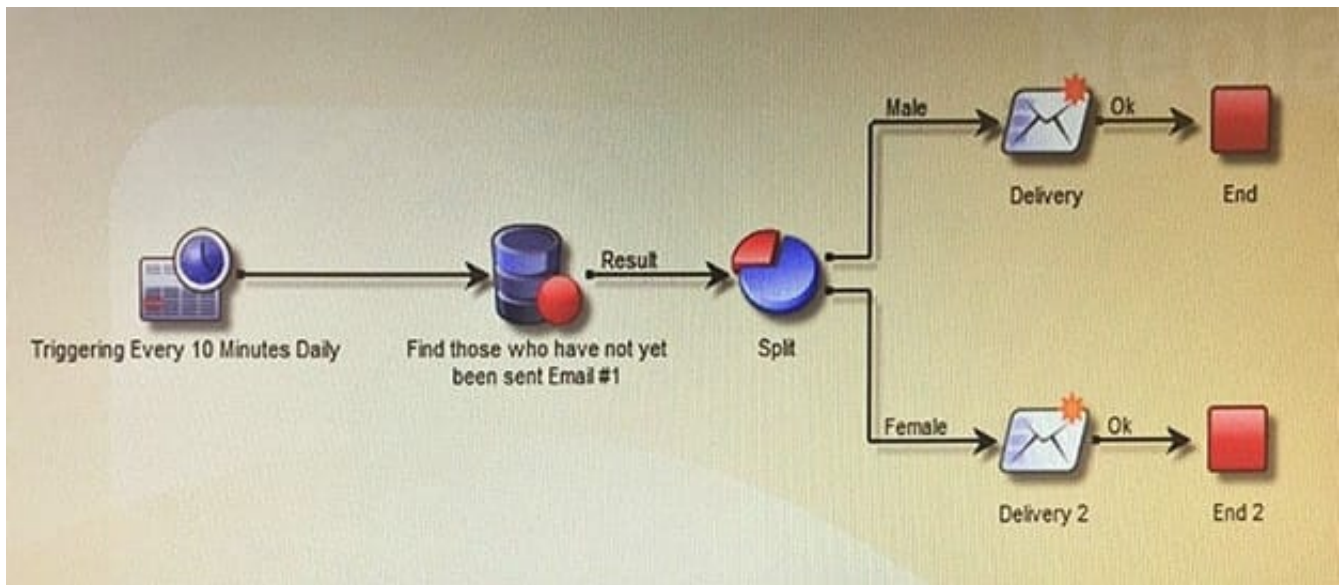 Male
Ok
Delivery
End
Result
Triggering Every 10 Minutes Daily
Find those who have not yet
been sent Email #1
Split
Female
Ok
Delivery 2
End 2